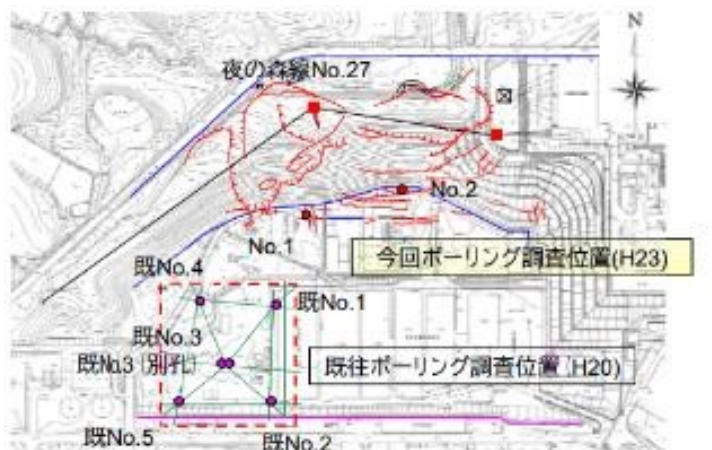 N
夜の森線No.27
No.2
No.1
今回ボーリング調査位置(H23)
既No.4
既No.1
既No.3
既No.3（別孔）
既往ボーリング調査位置(H20)
既No.5
既No.2